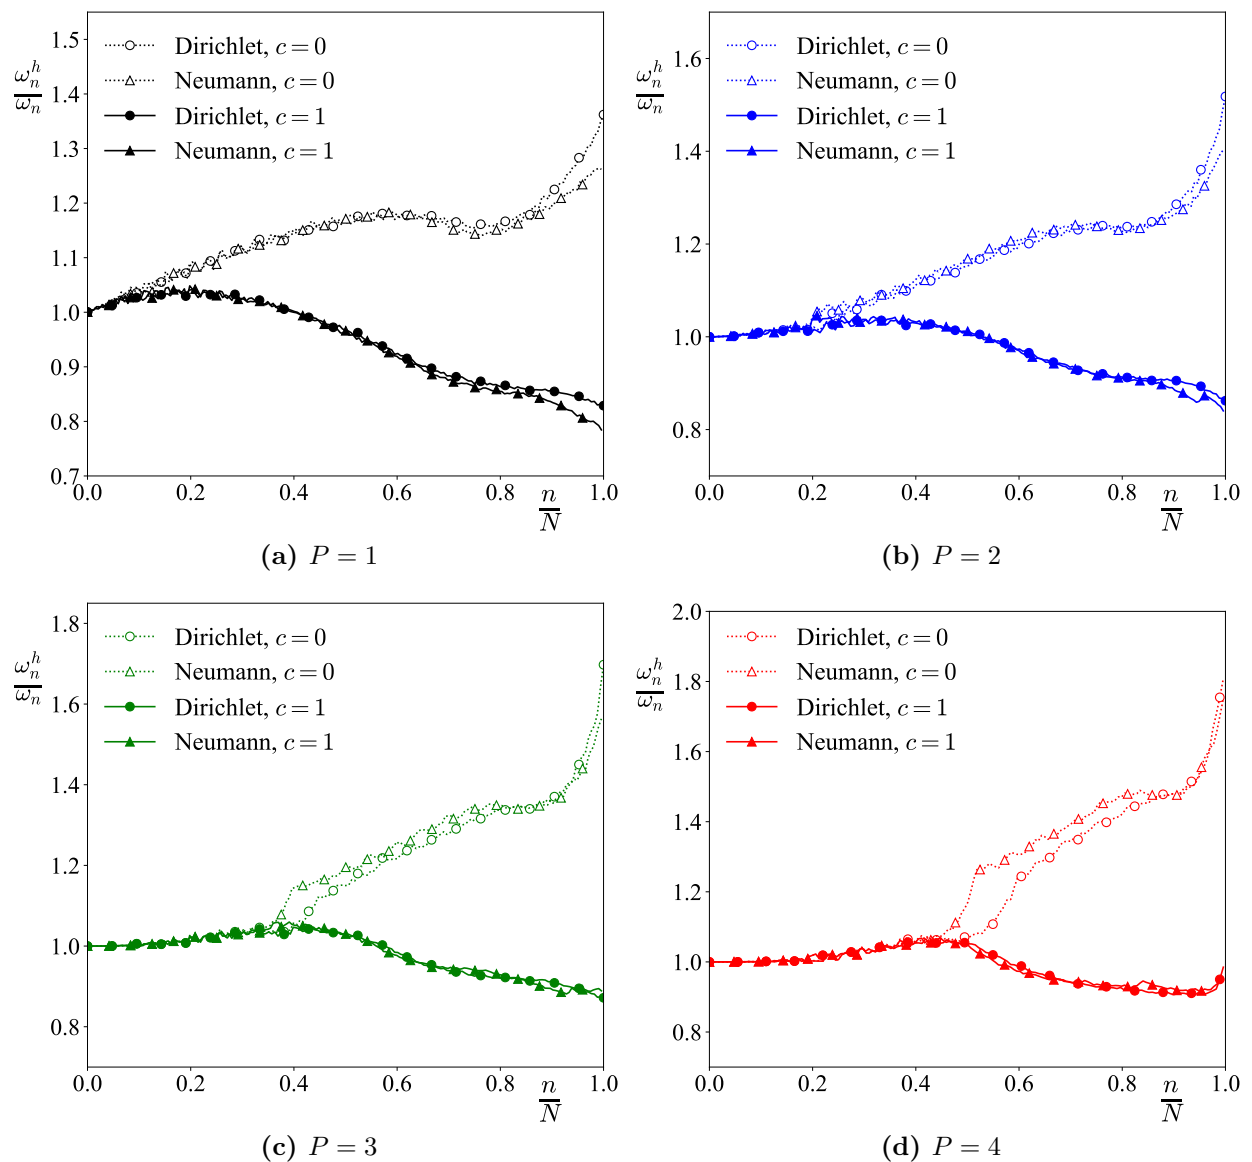 1.5
1.4
1.3
1.2
1.1
1.0
0.9
0.8
0.7
ω_n^h / ω_n
Dirichlet, c = 0
Neumann, c = 0
Dirichlet, c = 1
Neumann, c = 1
0.0 0.2 0.4 0.6 0.8 1.0
n / N
(a) P = 1
1.6
1.4
1.2
1.0
0.8
ω_n^h / ω_n
Dirichlet, c = 0
Neumann, c = 0
Dirichlet, c = 1
Neumann, c = 1
0.0 0.2 0.4 0.6 0.8 1.0
n / N
(b) P = 2
1.8
1.6
1.4
1.2
1.0
0.8
ω_n^h / ω_n
Dirichlet, c = 0
Neumann, c = 0
Dirichlet, c = 1
Neumann, c = 1
0.0 0.2 0.4 0.6 0.8 1.0
n / N
(c) P = 3
2.0
1.8
1.6
1.4
1.2
1.0
0.8
ω_n^h / ω_n
Dirichlet, c = 0
Neumann, c = 0
Dirichlet, c = 1
Neumann, c = 1
0.0 0.2 0.4 0.6 0.8 1.0
n / N
(d) P = 4